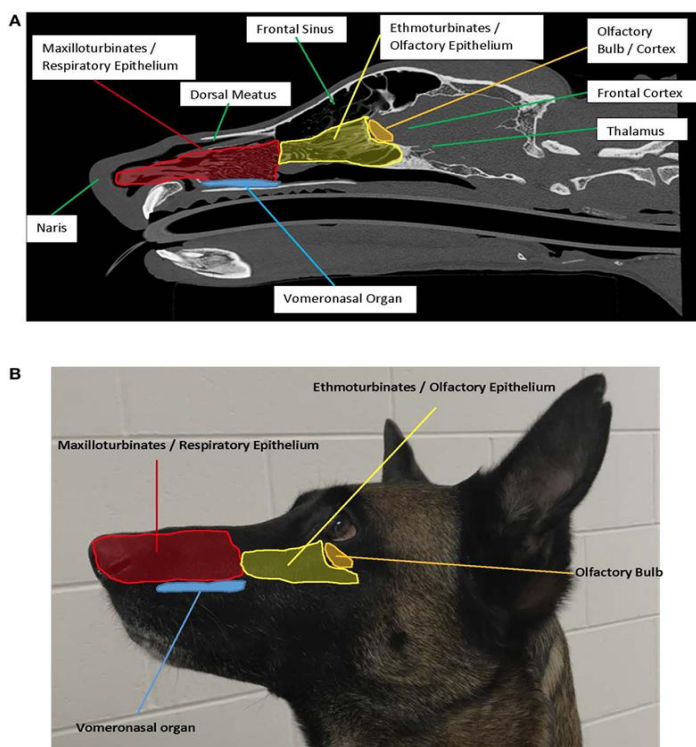 A
Maxilloturbinates /
Respiratory Epithelium
Frontal Sinus
Ethmoturbinates /
Olfactory Epithelium
Olfactory
Bulb / Cortex
Dorsal Meatus
Frontal Cortex
Thalamus
Naris
Vomeronasal Organ
B
Ethmoturbinates / Olfactory Epithelium
Maxilloturbinates / Respiratory Epithelium
Olfactory Bulb
Vomeronasal organ